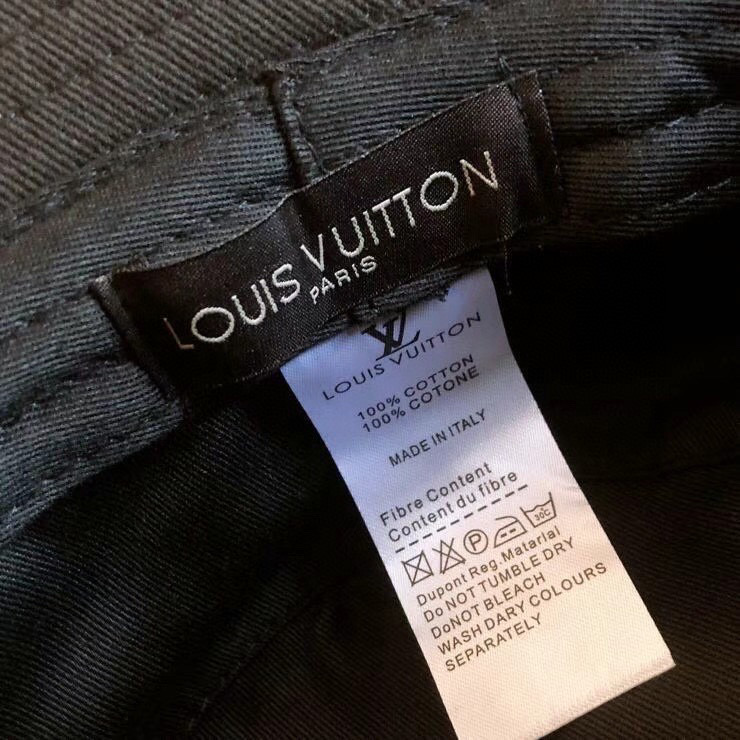 LOUIS VUITTON
PARIS
LV
LOUIS VUITTON
100% COTTON
100% COTONE
MADE IN ITALY
Fibre Content
Content du fibre
P
30C
Dupont Reg.Matarial
Do NOT TUMBLE DRY
DoNOT BLEACH
WASH DARY COLOURS
SEPARATELY